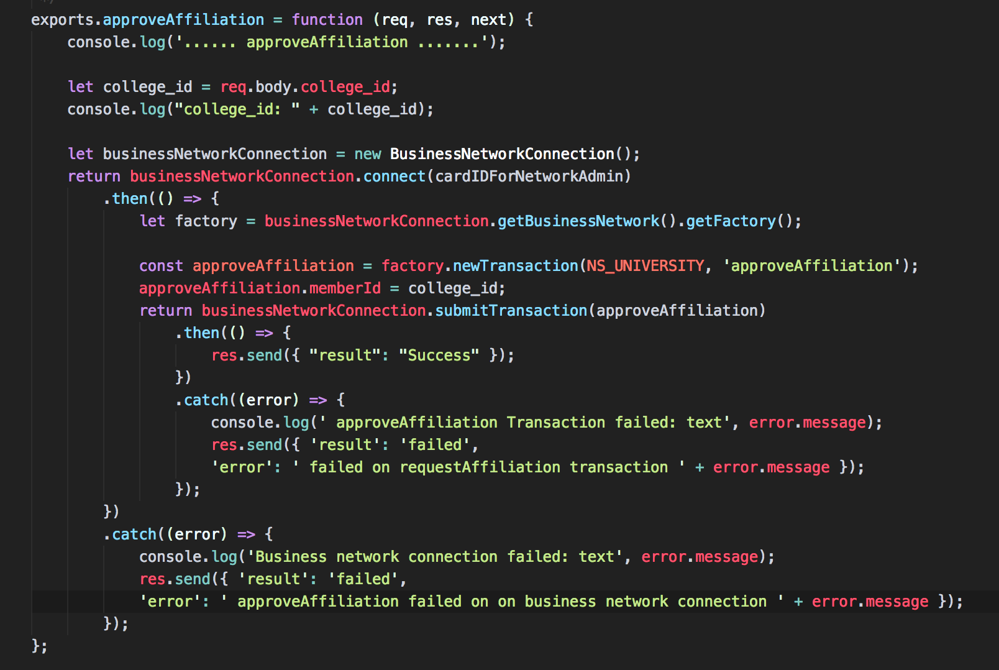 */
exports.approveAffiliation = function (req, res, next) {
    console.log('...... approveAffiliation .......');

    let college_id = req.body.college_id;
    console.log("college_id: " + college_id);

    let businessNetworkConnection = new BusinessNetworkConnection();
    return businessNetworkConnection.connect(cardIDForNetworkAdmin)
        .then(() => {
            let factory = businessNetworkConnection.getBusinessNetwork().getFactory();

            const approveAffiliation = factory.newTransaction(NS_UNIVERSITY, 'approveAffiliation');
            approveAffiliation.memberId = college_id;
            return businessNetworkConnection.submitTransaction(approveAffiliation)
                .then(() => {
                    res.send({ "result": "Success" });
                })
                .catch((error) => {
                    console.log(' approveAffiliation Transaction failed: text', error.message);
                    res.send({ 'result': 'failed',
                    'error': ' failed on requestAffiliation transaction ' + error.message });
                });
        })
        .catch((error) => {
            console.log('Business network connection failed: text', error.message);
            res.send({ 'result': 'failed',
            'error': ' approveAffiliation failed on on business network connection ' + error.message });
        });
};